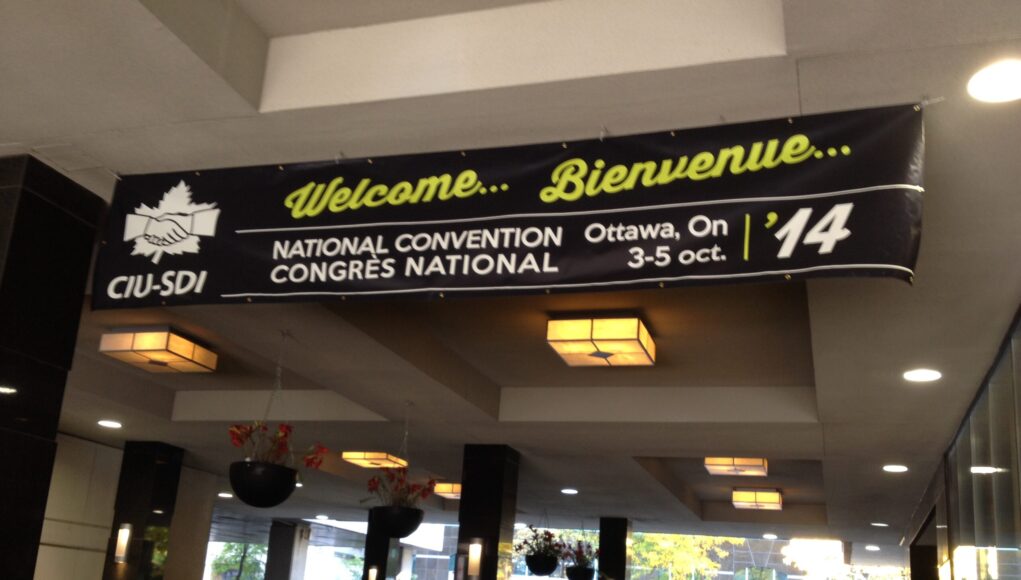 Welcome... Bienvenue...
NATIONAL CONVENTION
CONGRÈS NATIONAL
Ottawa, On
3-5 oct.
'14
CIU-SDI